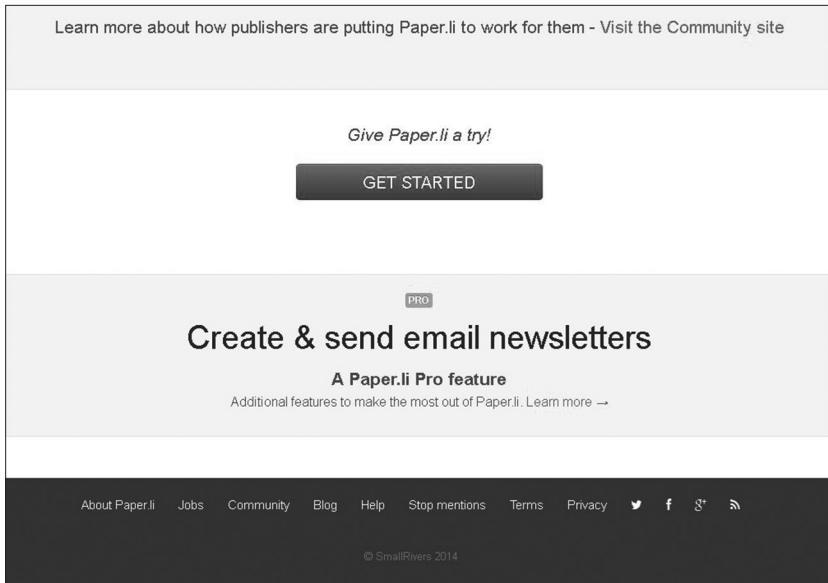 Learn more about how publishers are putting Paper.li to work for them - Visit the Community site
Give Paper.li a try!
GET STARTED
PRO
Create & send email newsletters
A Paper.li Pro feature
Additional features to make the most out of Paper.li. Learn more →
About Paper.li Jobs Community Blog Help Stop mentions Terms Privacy
© SmallRivers 2014